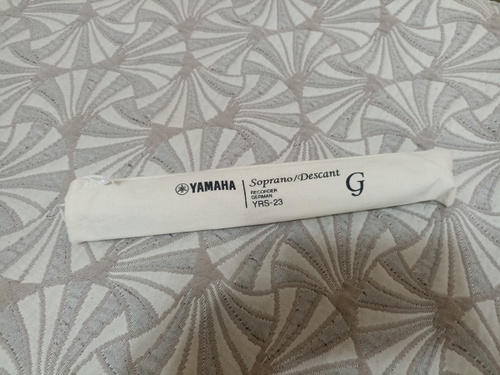 YAMAHA
Soprano/Descant
RECORDER
GERMAN
YRS-23
G